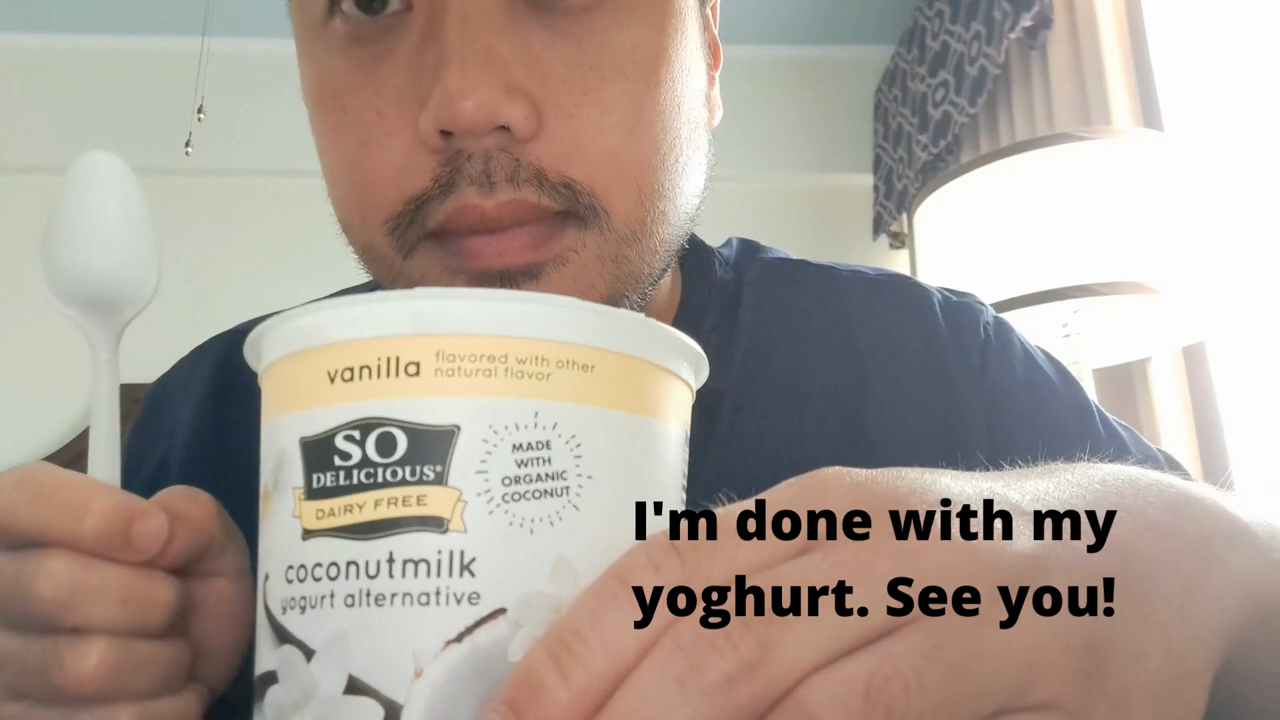 vanilla
flavored with other
natural flavor
SO
DELICIOUS®
DAIRY FREE
MADE
WITH
ORGANIC
COCONUT
coconutmilk
yogurt alternative
I'm done with my
yoghurt. See you!